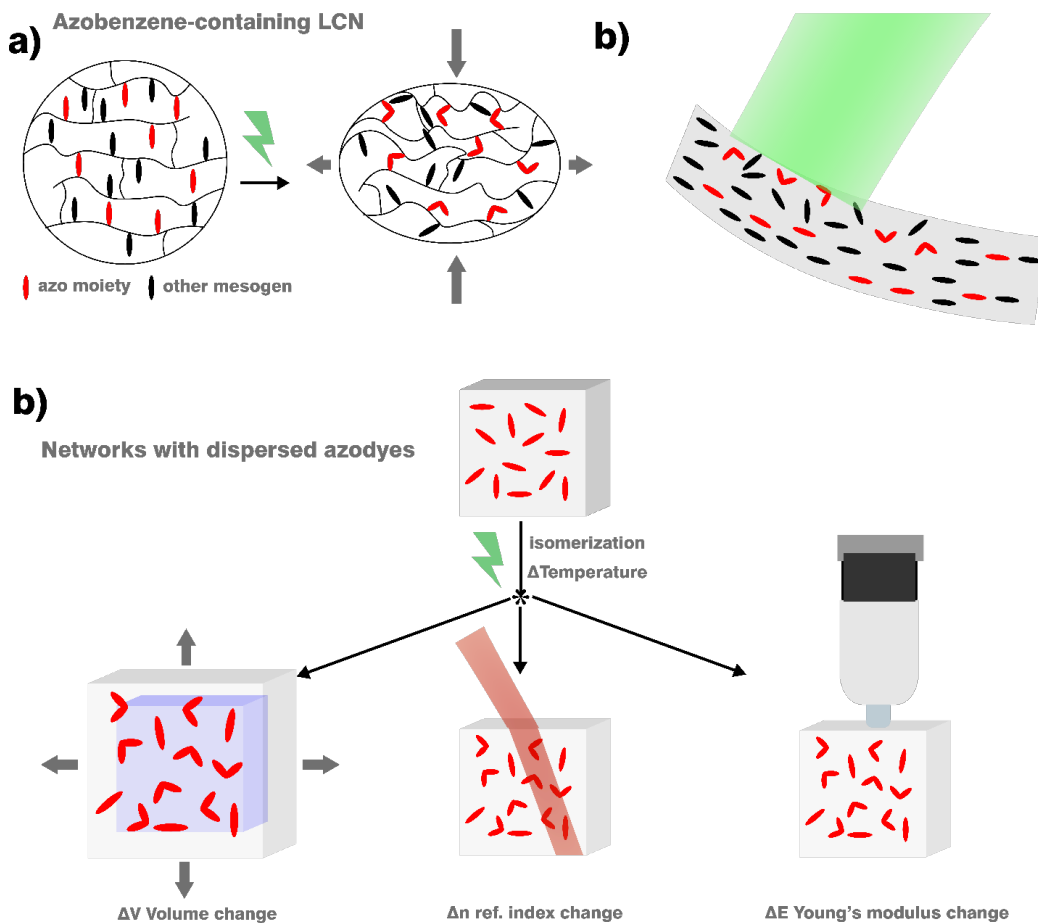 Azobenzene-containing LCN
a)
b)
azo moiety
other mesogen
b)
Networks with dispersed azodyes
isomerization
ΔTemperature
*
ΔV Volume change
Δn ref. index change
ΔE Young's modulus change